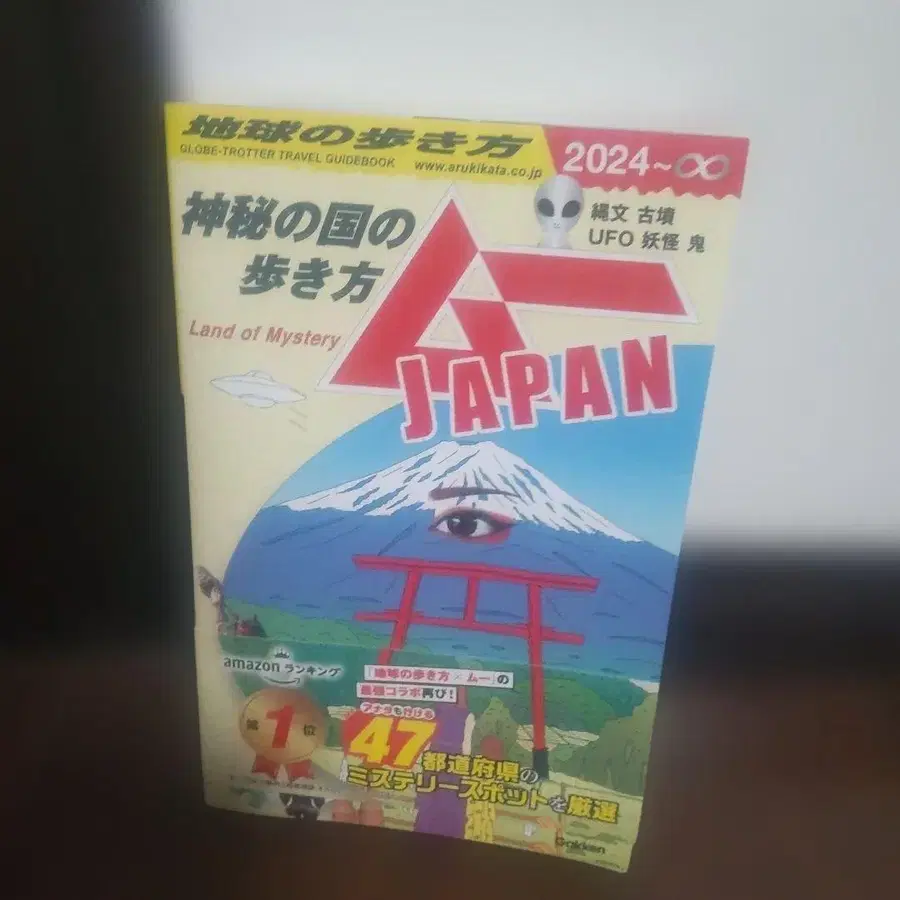 地球の歩き方
GLOBE-TROTTER TRAVEL GUIDEBOOK
www.arukikata.co.jp
2024～∞
縄文 古墳
UFO 妖怪 鬼
神秘の国の
歩き方
Land of Mystery
ムー
JAPAN
amazon ランキング
第1位
「地球の歩き方×ムー」の
最強コラボ再び！
アナタも行ける
47都道府県の
ミステリースポットを厳選
Gakken